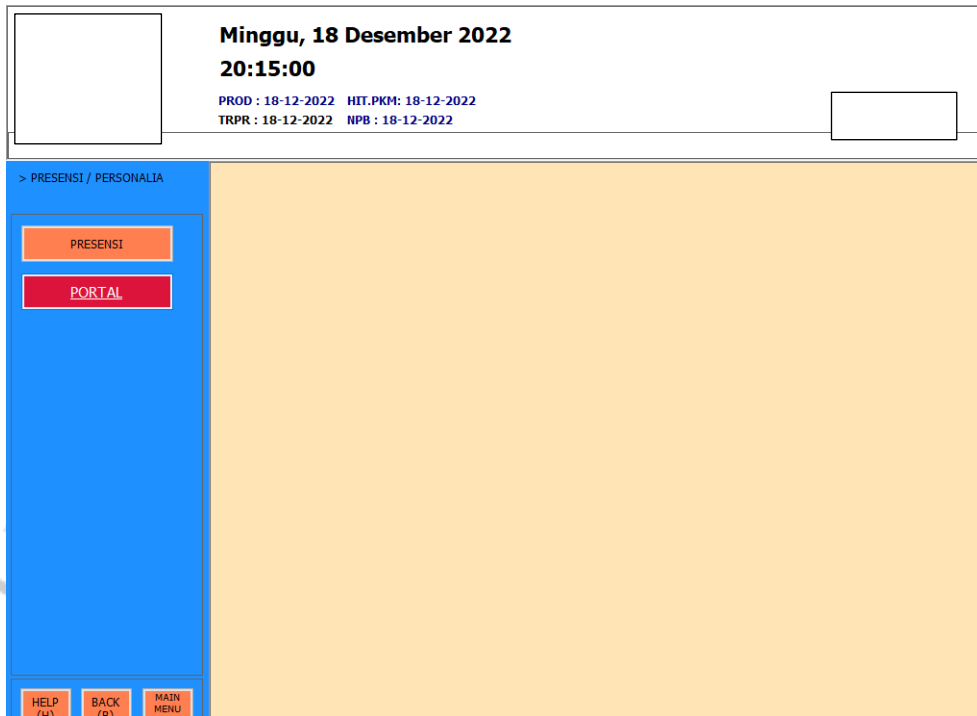 Minggu, 18 Desember 2022
20:15:00
PROD : 18-12-2022 HIT.PKM: 18-12-2022
TRPR : 18-12-2022 NPB : 18-12-2022
> PRESENSI / PERSONALIA
PRESENSI
PORTAL
HELP
(H)
BACK
(B)
MAIN
MENU